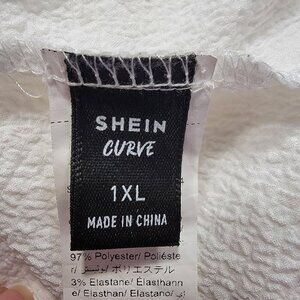 SHEIN
CURVE
1XL
MADE IN CHINA
97% Polyester/ Poliéste
ポリエステル
3% Elastane/ Elasthann
e/ Elasthan/ Elastano/